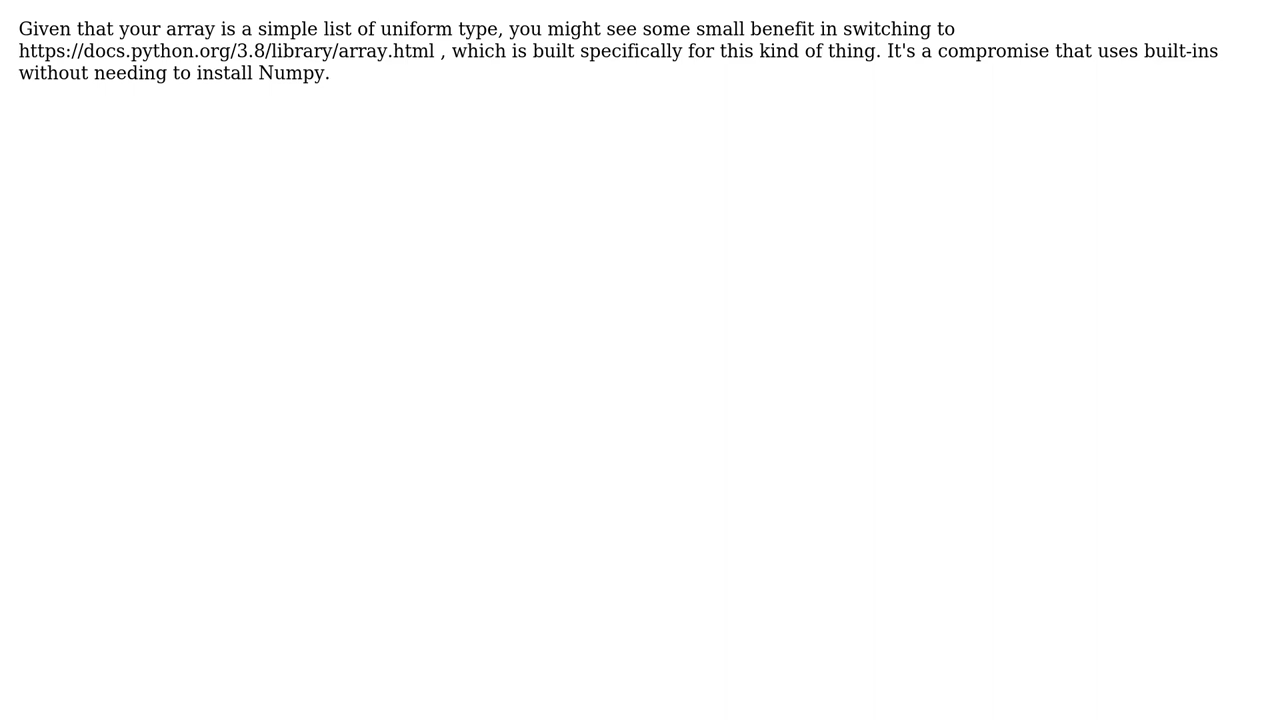 Given that your array is a simple list of uniform type, you might see some small benefit in switching to
https://docs.python.org/3.8/library/array.html , which is built specifically for this kind of thing. It's a compromise that uses built-ins
without needing to install Numpy.